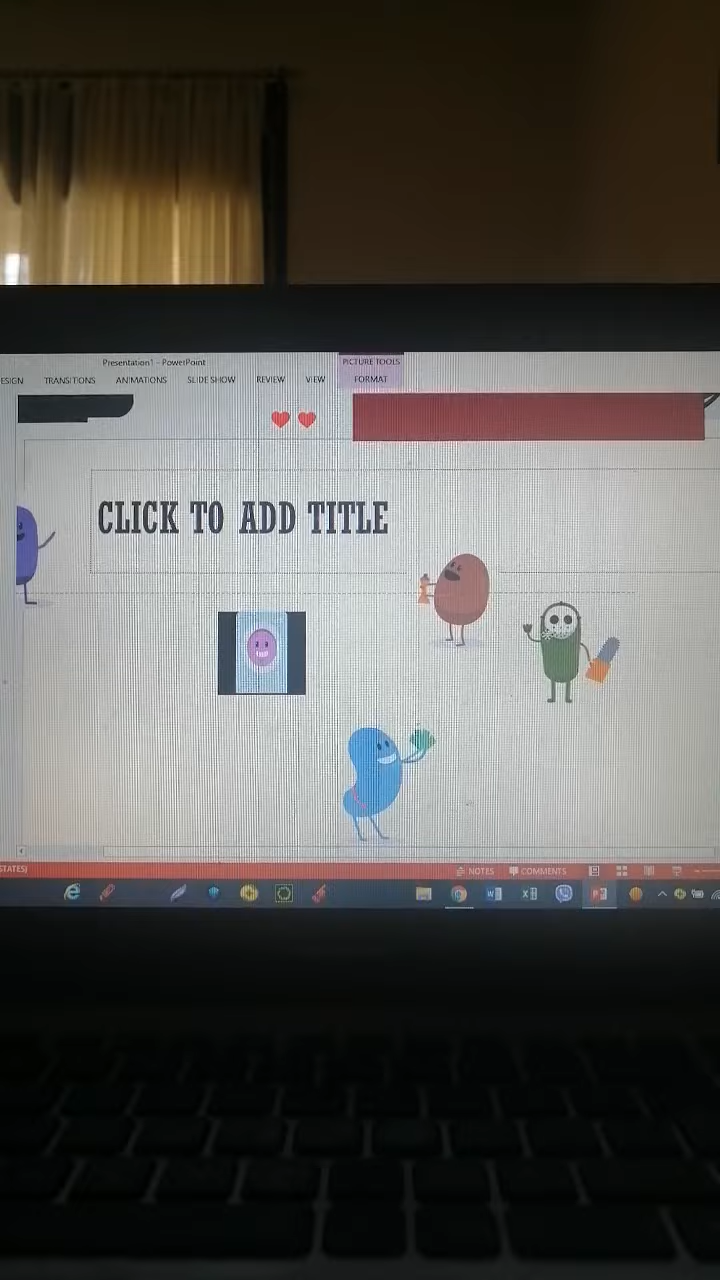 Presentation1 - PowerPoint
PICTURE TOOLS
ESIGN TRANSITIONS ANIMATIONS SLIDE SHOW REVIEW VIEW FORMAT
CLICK TO ADD TITLE
STATES)
NOTES COMMENTS